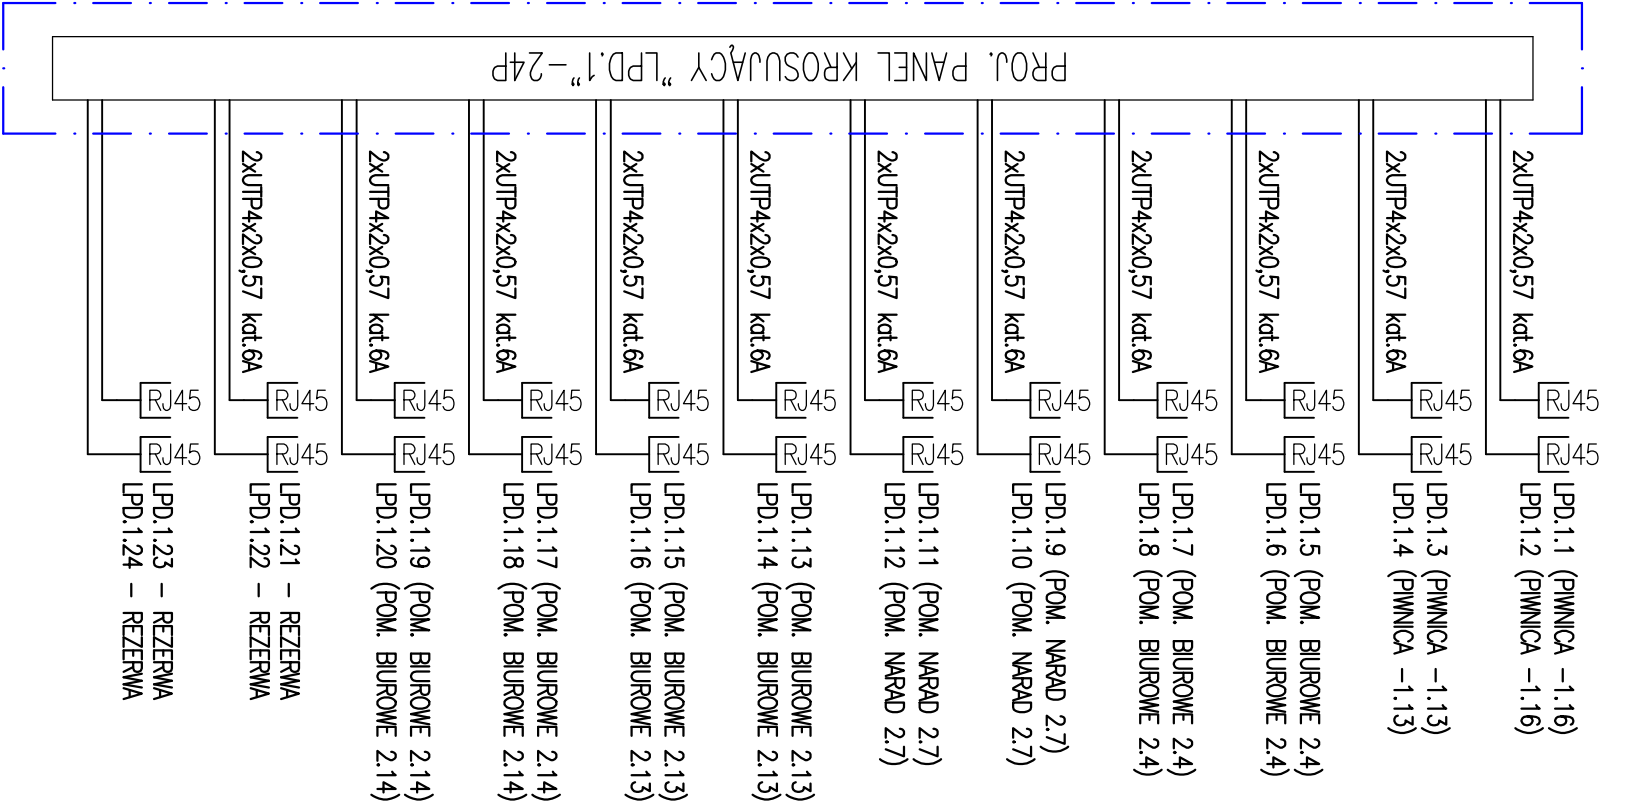 PROJ. PANEL KROSUJĄCY "LPD.1"-24P
2xUTP4x2x0,57 kat.6A
RJ45
RJ45
LPD.1.1 (PIWNICA -1.16)
LPD.1.2 (PIWNICA -1.16)
2xUTP4x2x0,57 kat.6A
RJ45
RJ45
LPD.1.3 (PIWNICA -1.13)
LPD.1.4 (PIWNICA -1.13)
2xUTP4x2x0,57 kat.6A
RJ45
RJ45
LPD.1.5 (POM. BIUROWE 2.4)
LPD.1.6 (POM. BIUROWE 2.4)
2xUTP4x2x0,57 kat.6A
RJ45
RJ45
LPD.1.7 (POM. BIUROWE 2.4)
LPD.1.8 (POM. BIUROWE 2.4)
2xUTP4x2x0,57 kat.6A
RJ45
RJ45
LPD.1.9 (POM. NARAD 2.7)
LPD.1.10 (POM. NARAD 2.7)
2xUTP4x2x0,57 kat.6A
RJ45
RJ45
LPD.1.11 (POM. NARAD 2.7)
LPD.1.12 (POM. NARAD 2.7)
2xUTP4x2x0,57 kat.6A
RJ45
RJ45
LPD.1.13 (POM. BIUROWE 2.13)
LPD.1.14 (POM. BIUROWE 2.13)
2xUTP4x2x0,57 kat.6A
RJ45
RJ45
LPD.1.15 (POM. BIUROWE 2.13)
LPD.1.16 (POM. BIUROWE 2.13)
2xUTP4x2x0,57 kat.6A
RJ45
RJ45
LPD.1.17 (POM. BIUROWE 2.14)
LPD.1.18 (POM. BIUROWE 2.14)
2xUTP4x2x0,57 kat.6A
RJ45
RJ45
LPD.1.19 (POM. BIUROWE 2.14)
LPD.1.20 (POM. BIUROWE 2.14)
2xUTP4x2x0,57 kat.6A
RJ45
RJ45
LPD.1.21 - REZERWA
LPD.1.22 - REZERWA
RJ45
RJ45
LPD.1.23 - REZERWA
LPD.1.24 - REZERWA